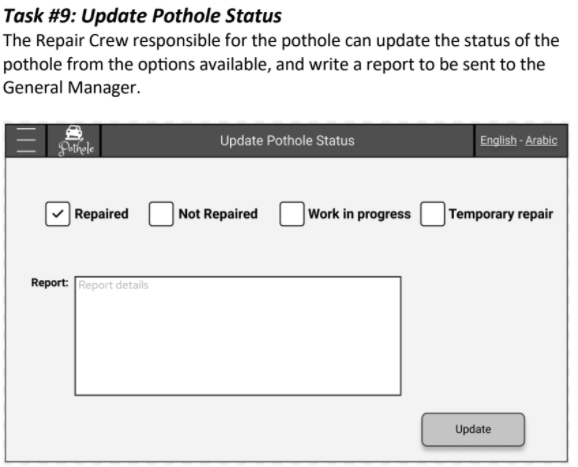 Task #9: Update Pothole Status
The Repair Crew responsible for the pothole can update the status of the
pothole from the options available, and write a report to be sent to the
General Manager.
Pothole Update Pothole Status English - Arabic
Repaired Not Repaired Work in progress Temporary repair
Report: Report details
Update